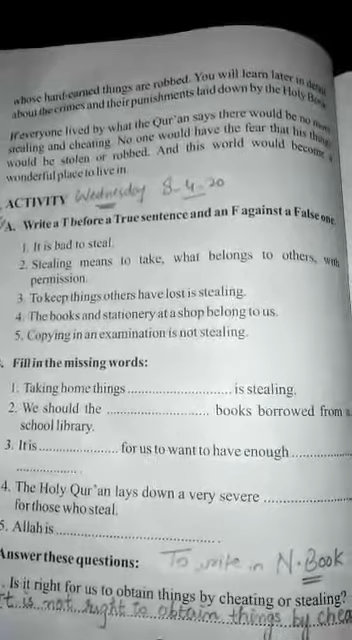 whose hard-earned things are robbed. You will learn later in detail
about the crimes and their punishments laid down by the Holy Book
If everyone lived by what the Qur'an says there would be no more
stealing and cheating. No one would have the fear that his things
would be stolen or robbed. And this world would become a
wonderful place to live in.
ACTIVITY Wednesday 8-4-20
A. Write a T before a True sentence and an F against a False one.
1. It is bad to steal.
2. Stealing means to take, what belongs to others, with
permission.
3. To keep things others have lost is stealing.
4. The books and stationery at a shop belong to us.
5. Copying in an examination is not stealing.
. Fill in the missing words:
1. Taking home things .............................. is stealing.
2. We should the .............................. books borrowed from a
school library.
3. It is ...................... for us to want to have enough ..................
....................
4. The Holy Qur'an lays down a very severe ........................
for those who steal.
5. Allah is ................................................
Answer these questions: To write in N.Book
. Is it right for us to obtain things by cheating or stealing?
it is not right to obtain things by chea